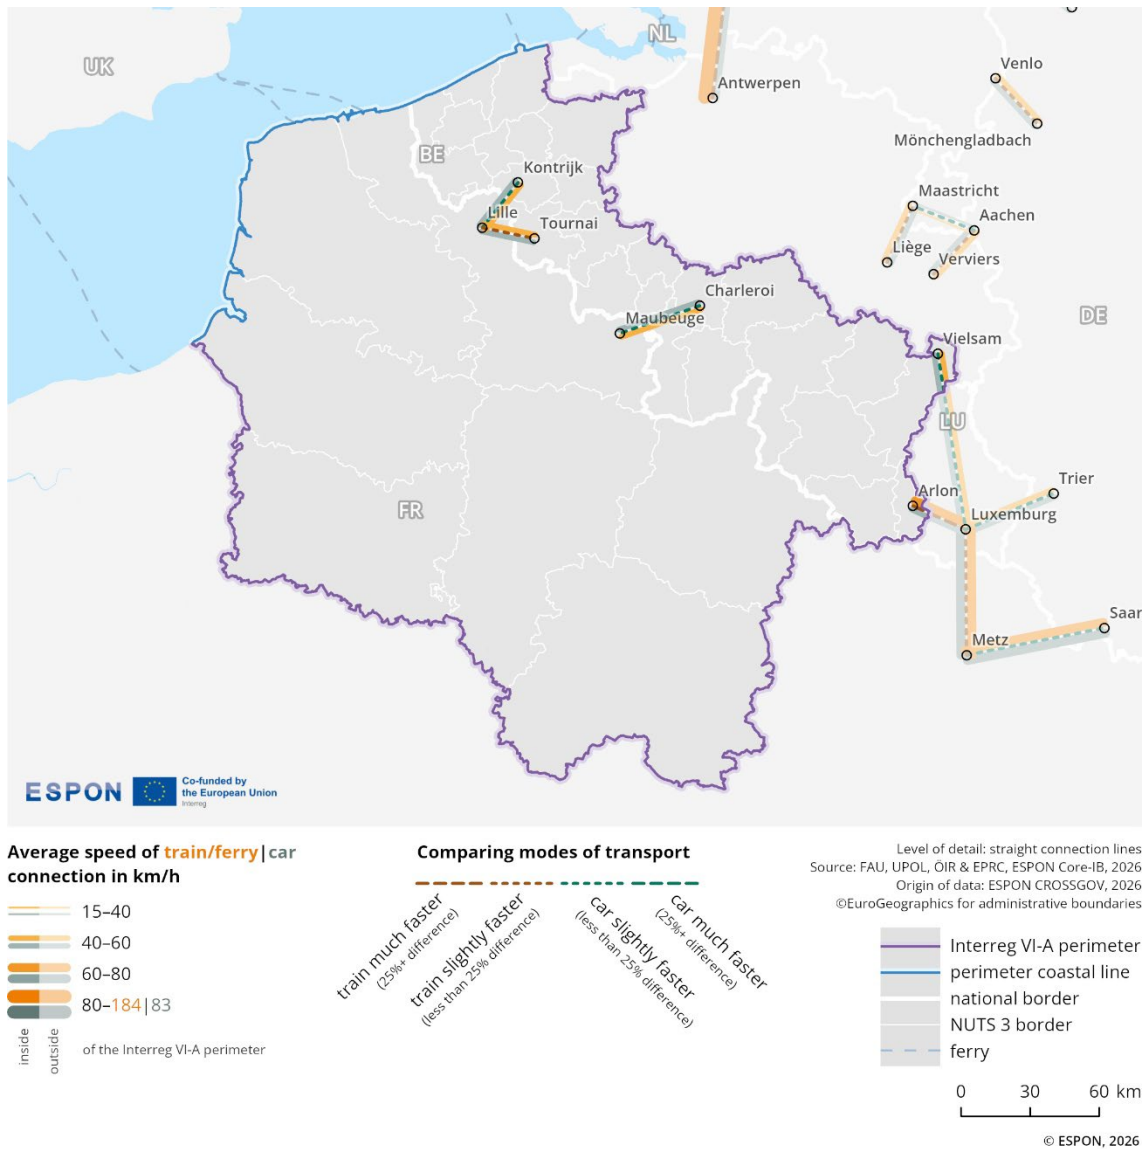 UK
NL
Antwerpen
Venlo
Mönchengladbach
BE
Kontrijk
Lille
Tournai
Maastricht
Aachen
Liège
Verviers
Charleroi
Maubeuge
DE
Vielsam
LU
FR
Arlon
Trier
Luxemburg
Metz
Saar
ESPON
Co-funded by
the European Union
Interreg
Average speed of train/ferry|car
connection in km/h
15–40
40–60
60–80
80–184|83
inside
outside
of the Interreg VI-A perimeter
Comparing modes of transport
train much faster
(25%+ difference)
train slightly faster
(less than 25% difference)
car slightly faster
(less than 25% difference)
car much faster
(25%+ difference)
Level of detail: straight connection lines
Source: FAU, UPOL, ÖIR & EPRC, ESPON Core-IB, 2026
Origin of data: ESPON CROSSGOV, 2026
©EuroGeographics for administrative boundaries
Interreg VI-A perimeter
perimeter coastal line
national border
NUTS 3 border
ferry
0 30 60 km
© ESPON, 2026